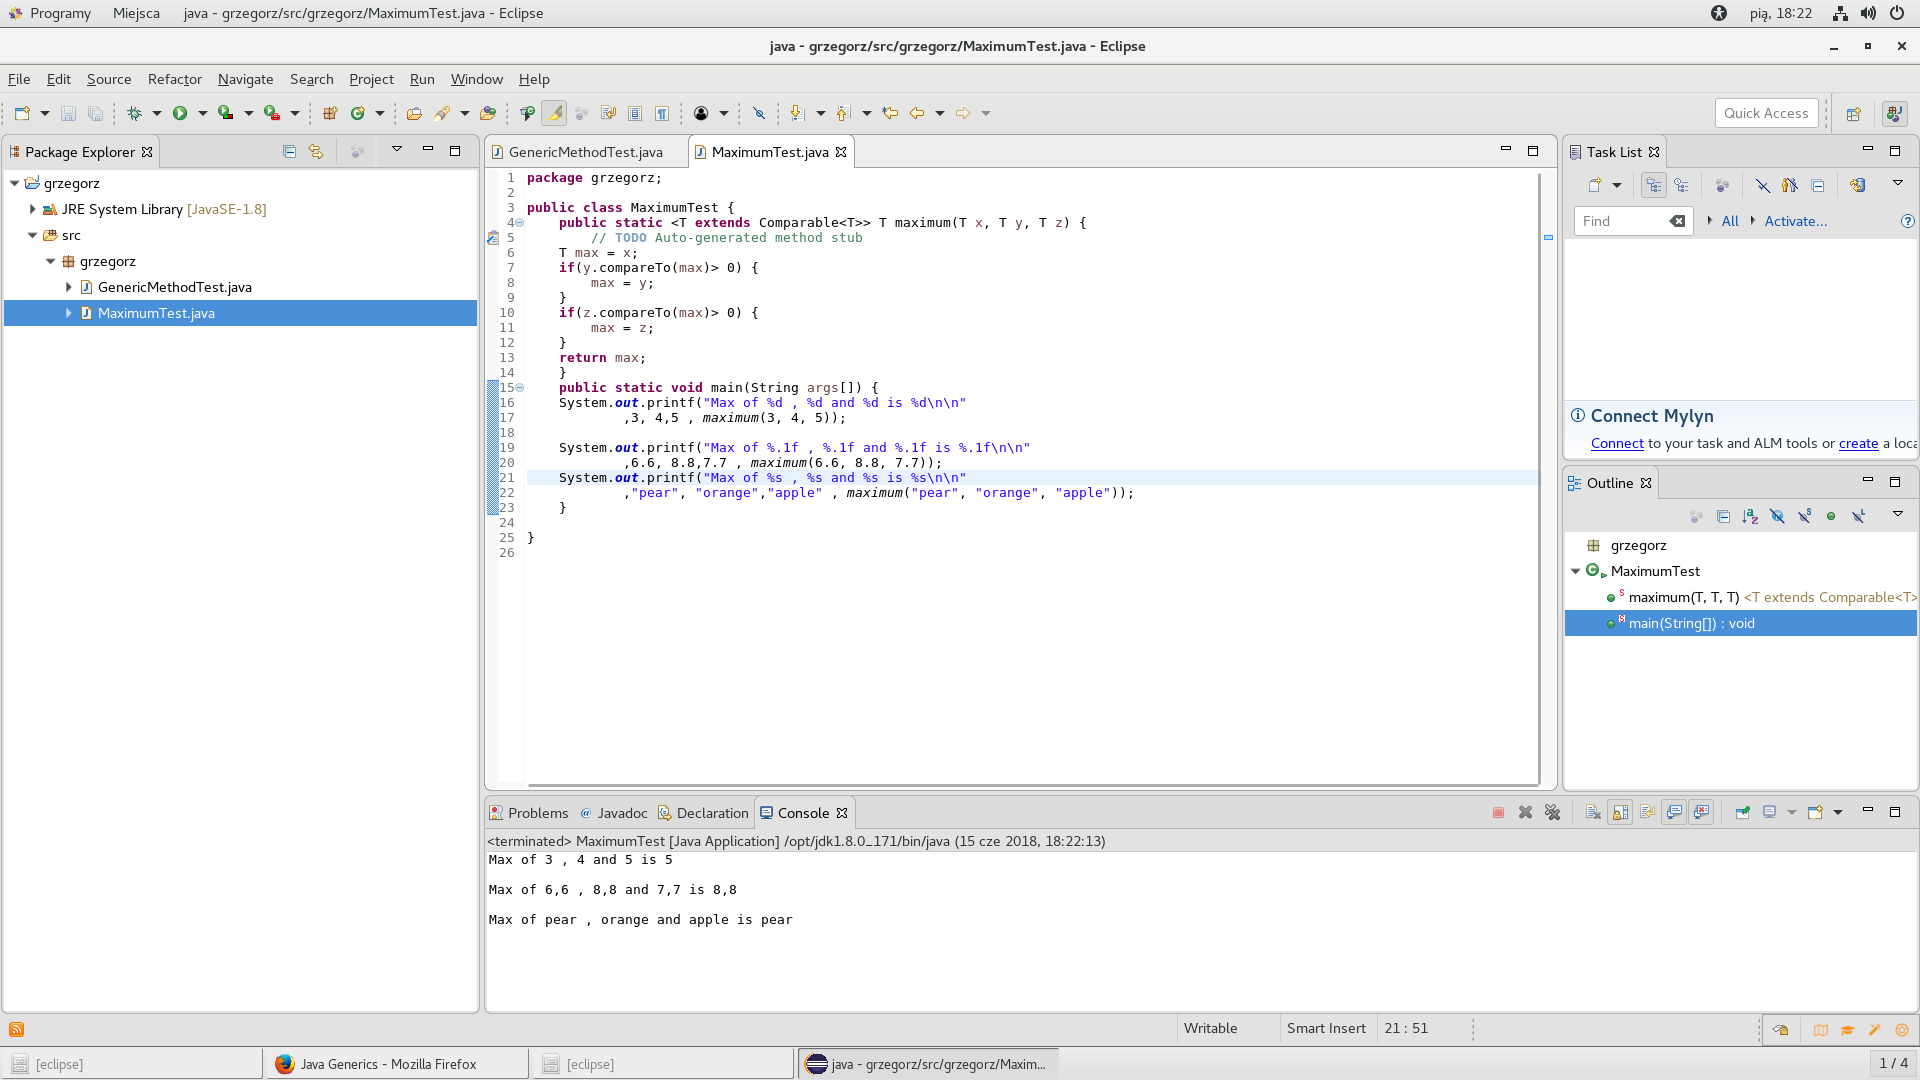 Programy Miejsca java - grzegorz/src/grzegorz/MaximumTest.java - Eclipse pią, 18:22
java - grzegorz/src/grzegorz/MaximumTest.java - Eclipse
File Edit Source Refactor Navigate Search Project Run Window Help
Quick Access
Package Explorer
grzegorz
JRE System Library [JavaSE-1.8]
src
grzegorz
GenericMethodTest.java
MaximumTest.java
GenericMethodTest.java MaximumTest.java
1 package grzegorz;
2
3 public class MaximumTest {
4 public static <T extends Comparable<T>> T maximum(T x, T y, T z) {
5 // TODO Auto-generated method stub
6 T max = x;
7 if(y.compareTo(max)> 0) {
8 max = y;
9 }
10 if(z.compareTo(max)> 0) {
11 max = z;
12 }
13 return max;
14 }
15 public static void main(String args[]) {
16 System.out.printf("Max of %d , %d and %d is %d\n\n"
17 ,3, 4,5 , maximum(3, 4, 5));
18
19 System.out.printf("Max of %.1f , %.1f and %.1f is %.1f\n\n"
20 ,6.6, 8.8,7.7 , maximum(6.6, 8.8, 7.7));
21 System.out.printf("Max of %s , %s and %s is %s\n\n"
22 ,"pear", "orange","apple" , maximum("pear", "orange", "apple"));
23 }
24
25 }
26
Task List
Find All Activate...
Connect Mylyn
Connect to your task and ALM tools or create a loca
Outline
grzegorz
MaximumTest
maximum(T, T, T) <T extends Comparable<T>
main(String[]) : void
Problems Javadoc Declaration Console
<terminated> MaximumTest [Java Application] /opt/jdk1.8.0_171/bin/java (15 cze 2018, 18:22:13)
Max of 3 , 4 and 5 is 5
Max of 6,6 , 8,8 and 7,7 is 8,8
Max of pear , orange and apple is pear
Writable Smart Insert 21 : 51
[eclipse] Java Generics - Mozilla Firefox [eclipse] java - grzegorz/src/grzegorz/Maxim... 1 / 4